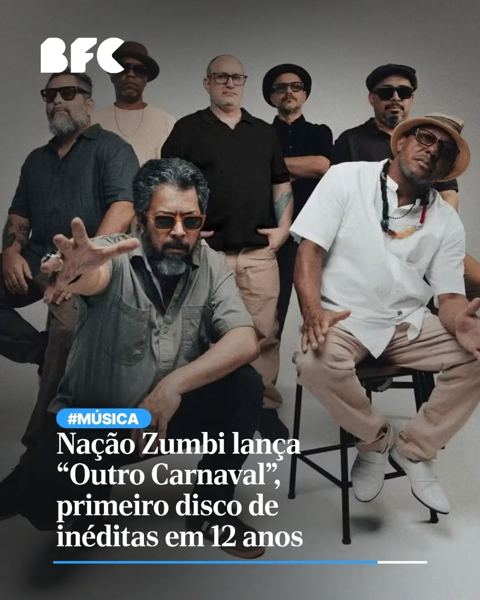 BFC
#MÚSICA
Nação Zumbi lança
“Outro Carnaval”,
primeiro disco de
inéditas em 12 anos